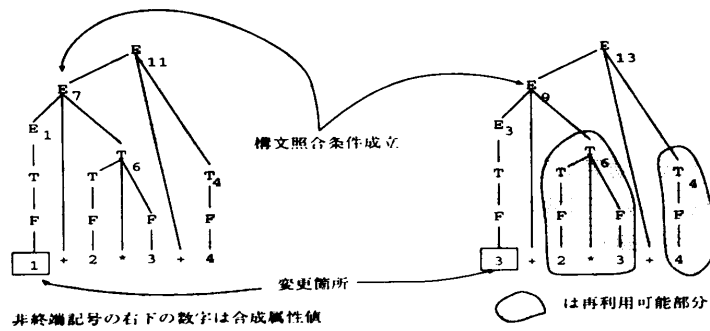 E 11 E 13
E 7 E 9
E 1 E 3
構文照合条件成立
T 6 T 6
T T T 4 T T T 4
F F F F F F F F
1 + 2 * 3 + 4 3 + 2 * 3 + 4
変更箇所
非終端記号の右下の数字は合成属性値
は再利用可能部分